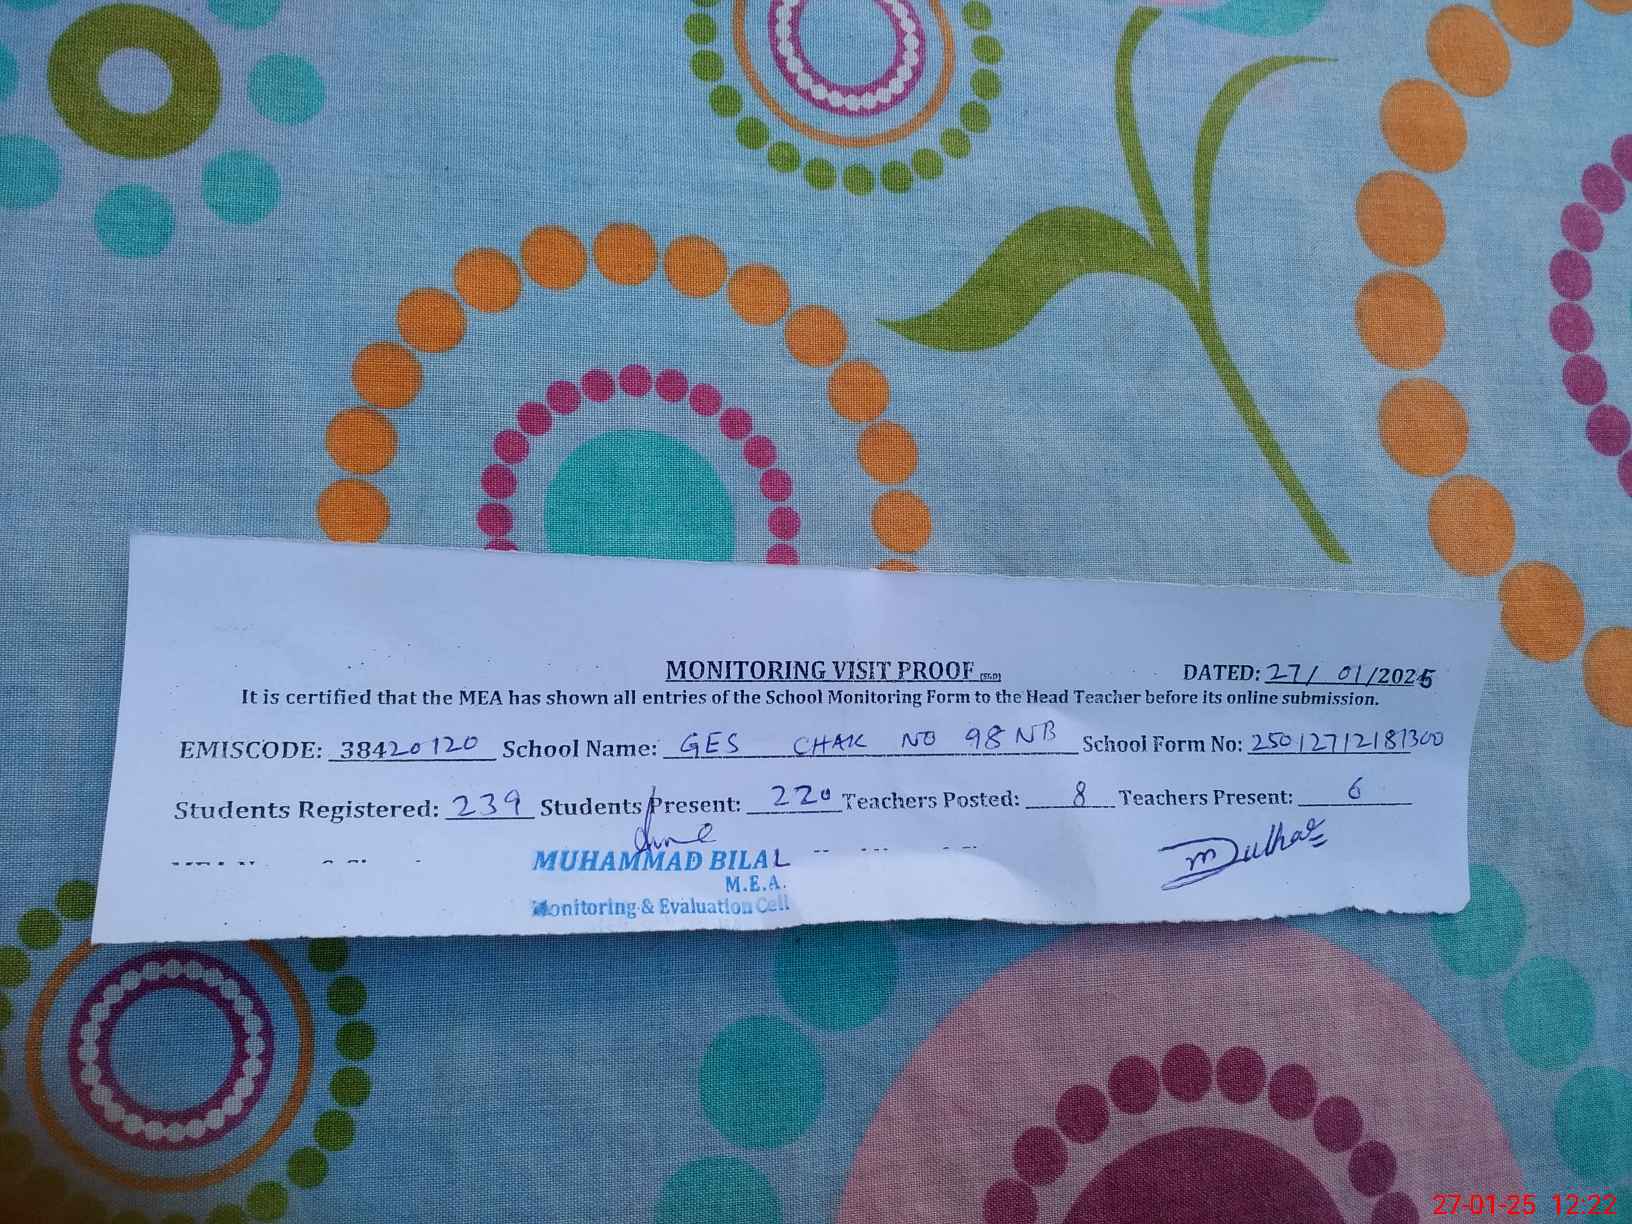 MONITORING VISIT PROOF
DATED: 27/ 01/2025
It is certified that the MEA has shown all entries of the School Monitoring Form to the Head Teacher before its online submission.
EMISCODE: 38420120 School Name: GES CHAK NO 98 NB School Form No: 25012712181300
Students Registered: 239 Students Present: 220 Teachers Posted: 8 Teachers Present: 6
MUHAMMAD BILAL
M.E.A.
Monitoring & Evaluation Cell
27-01-25 12:22